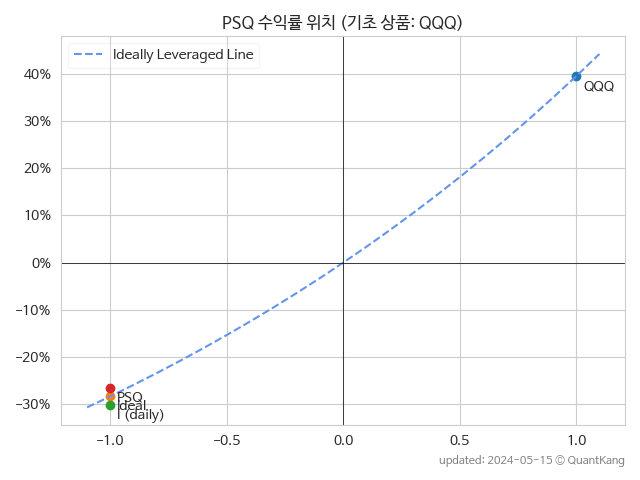 PSQ 수익률 위치 (기초 상품: QQQ)
Ideally Leveraged Line
40%
30%
20%
10%
0%
-10%
-20%
-30%
QQQ
PSQ
Ideal
(daily)
-1.0
-0.5
0.0
0.5
1.0
updated: 2024-05-15 © QuantKang